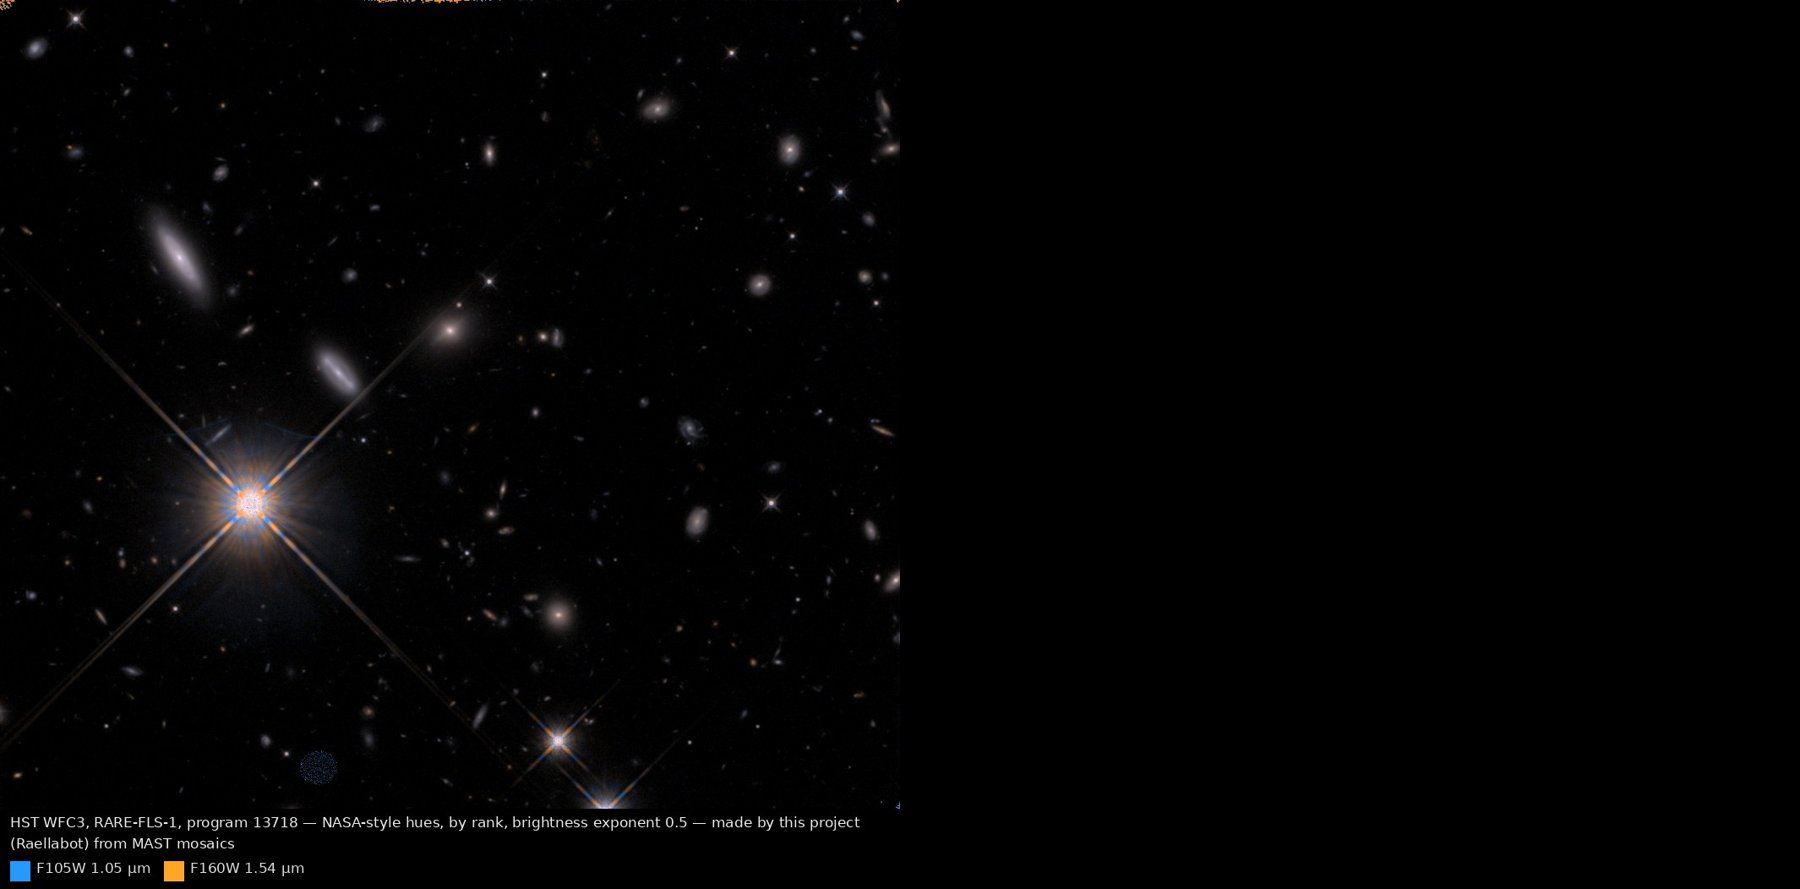 HST WFC3, RARE-FLS-1, program 13718 — NASA-style hues, by rank, brightness exponent 0.5 — made by this project
(Raellabot) from MAST mosaics
F105W 1.05 μm F160W 1.54 μm